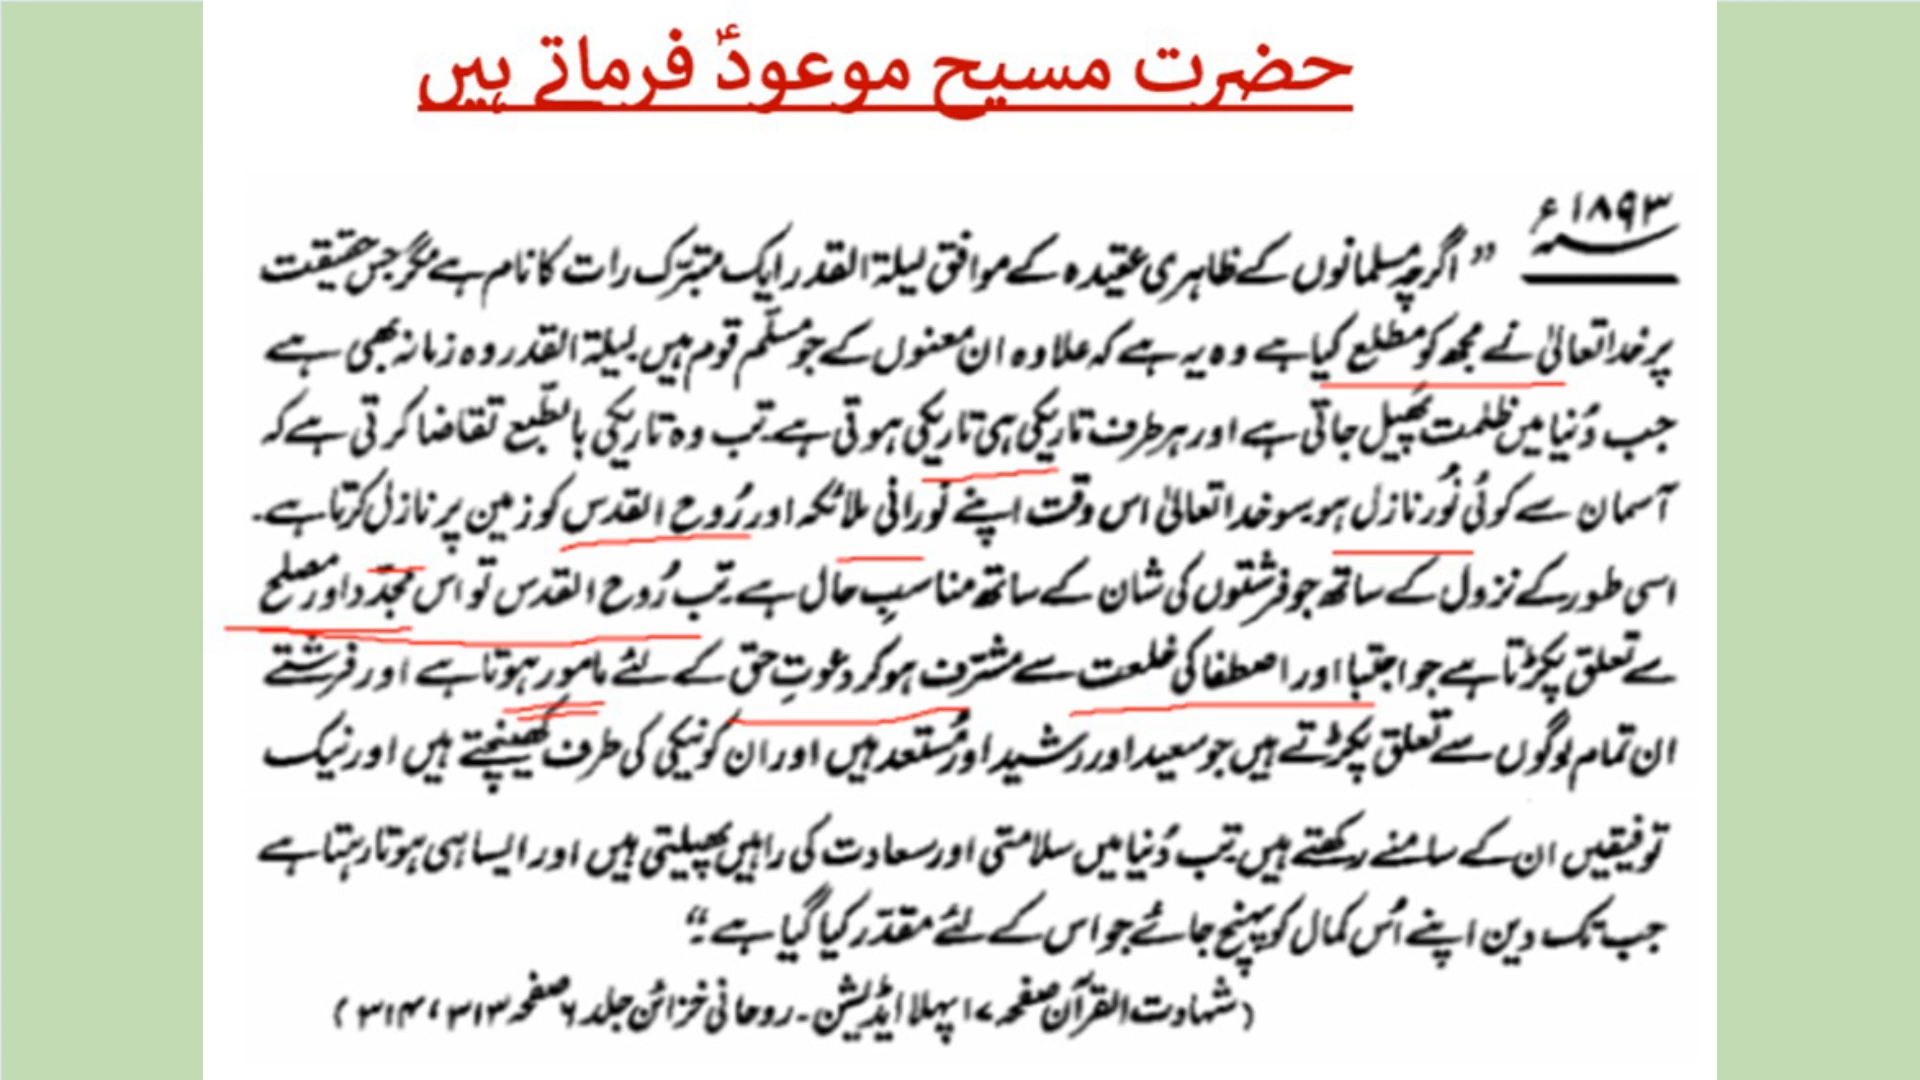 حضرت مسیح موعودؑ فرماتے ہیں
۱۸۹۳ء
"اگرچہ مسلمانوں کے ظاہری عقیدہ کے موافق لیلۃ القدر ایک متبرّک رات کا نام ہے مگر جس حقیقت
پر خدا تعالیٰ نے مجھ کو مطلع کیا ہے وہ یہ ہے کہ علاوہ ان معنوں کے جو مسلّم قوم ہیں لیلۃ القدر وہ زمانہ بھی ہے
جب دُنیا میں ظلمت پھیل جاتی ہے اور ہر طرف تاریکی ہی تاریکی ہوتی ہے۔ تب وہ تاریکی بالطّبع تقاضا کرتی ہے کہ
آسمان سے کوئی نُور نازل ہو۔ سو خدا تعالیٰ اس وقت اپنے نُورانی ملائکہ اور رُوح القدس کو زمین پر نازل کرتا ہے۔
اسی طور کے نزول کے ساتھ جو فرشتوں کی شان کے ساتھ مناسبِ حال ہے۔ تب رُوح القدس تو اس مجدّد اور مصلح
سے تعلق پکڑتا ہے جو اجتبا اور اصطفا کی خلعت سے مشرّف ہو کر دعوتِ حق کے لئے مامور ہوتا ہے اور فرشتے
ان تمام لوگوں سے تعلق پکڑتے ہیں جو سعید اور رشید اور مُستعد ہیں اور ان کو نیکی کی طرف کھینچتے ہیں اور نیک
توفیقیں ان کے سامنے رکھتے ہیں۔ تب دُنیا میں سلامتی اور سعادت کی راہیں پھیلتی ہیں اور ایسا ہی ہوتا رہتا ہے
جب تک دین اپنے اُس کمال کو پہنچ جائے جو اس کے لئے مقدّر کیا گیا ہے۔"
(شہادت القرآن صفحہ ۱۷ پہلا ایڈیشن۔ روحانی خزائن جلد ۶ صفحہ ۳۱۳، ۳۱۴)